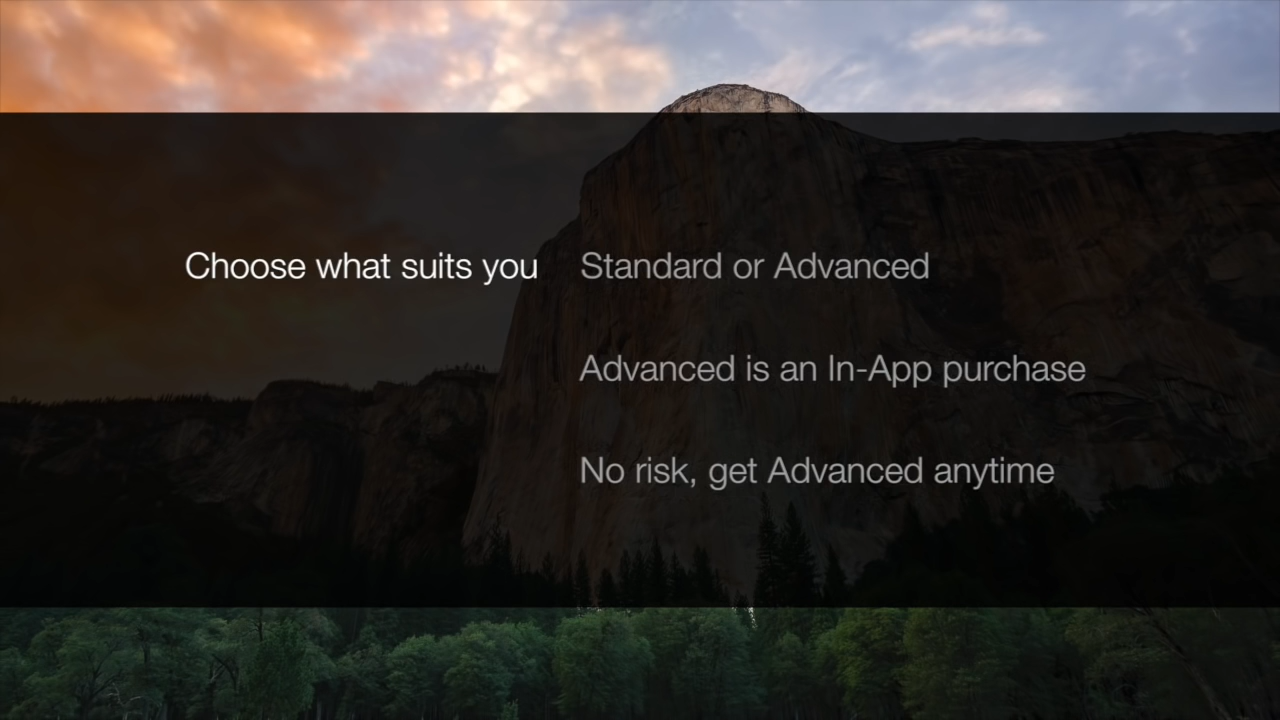 Choose what suits you Standard or Advanced
Advanced is an In-App purchase
No risk, get Advanced anytime